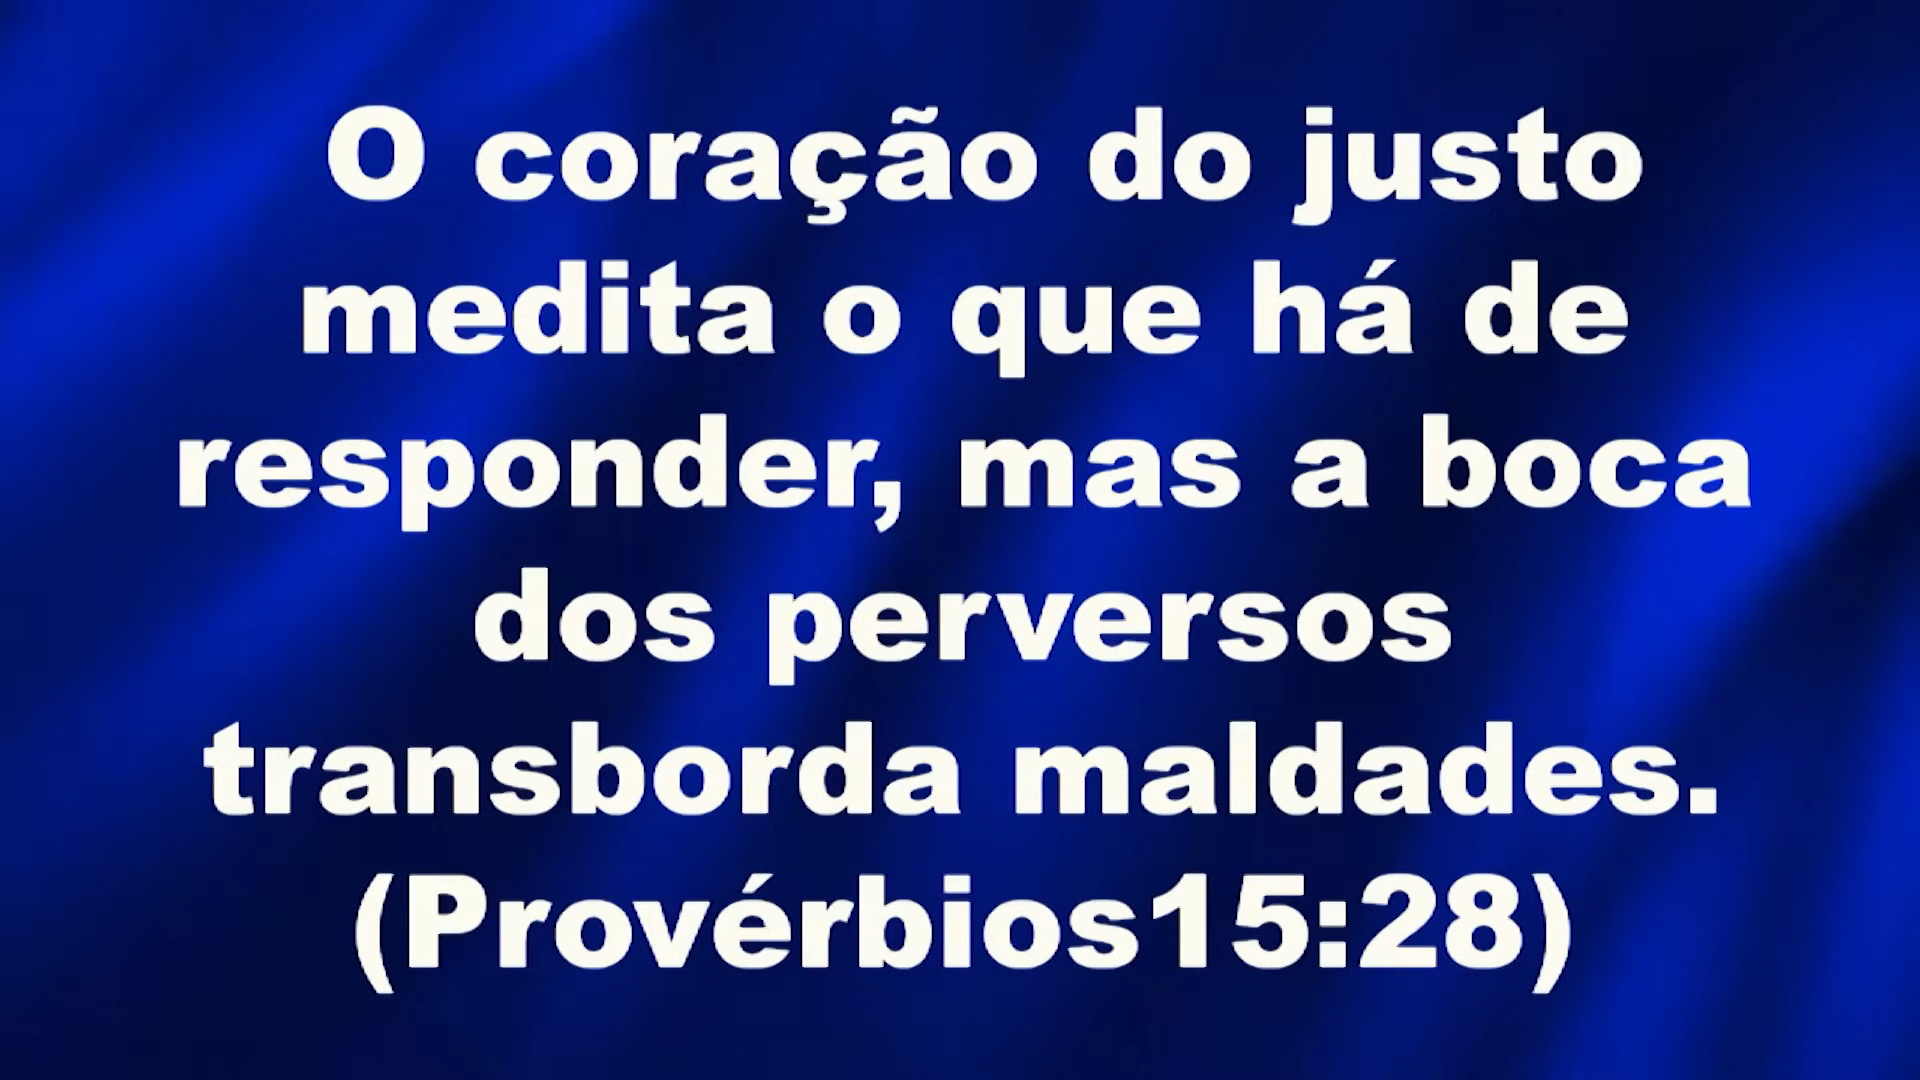 O coração do justo
medita o que há de
responder, mas a boca
dos perversos
transborda maldades.
(Provérbios15:28)